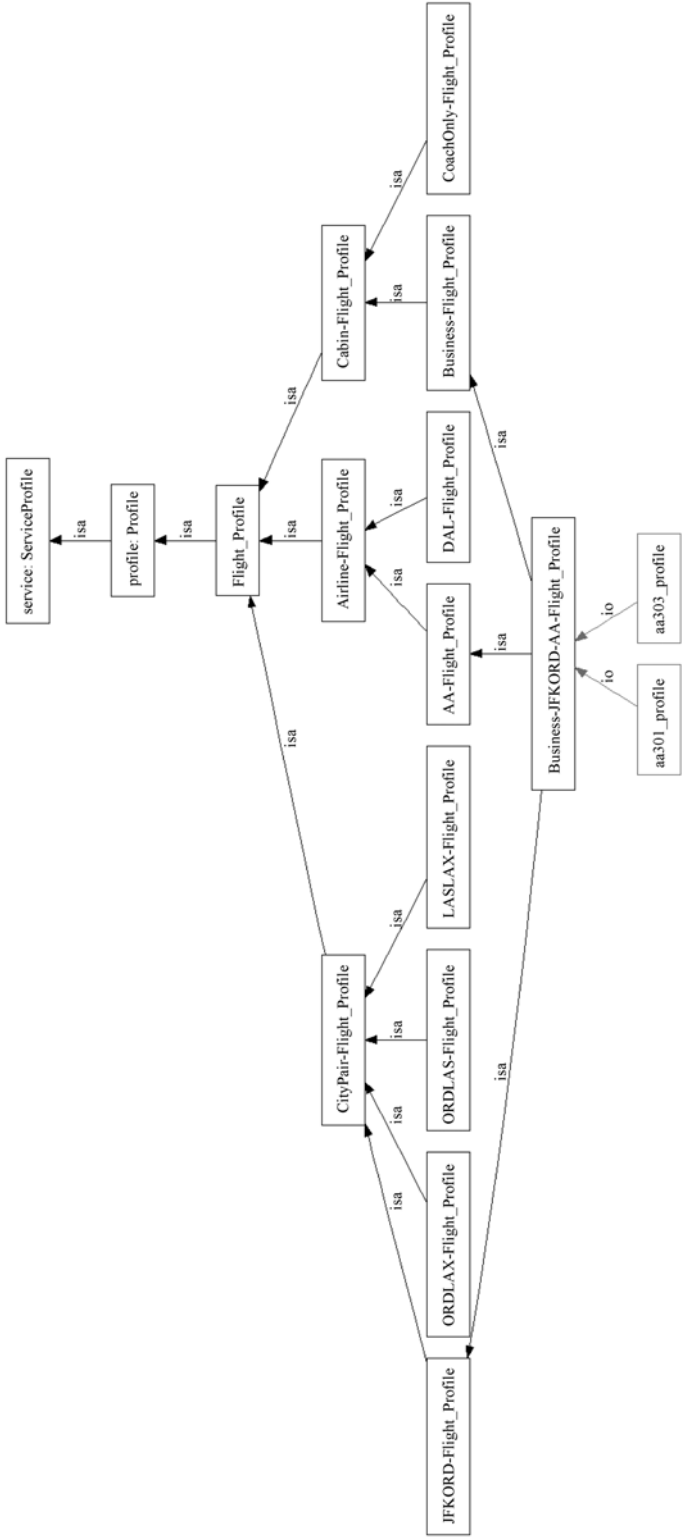 service: ServiceProfile
isa
profile: Profile
isa
Flight_Profile
isa
isa
isa
CityPair-Flight_Profile
Airline-Flight_Profile
Cabin-Flight_Profile
isa
isa
isa
isa
isa
isa
isa
isa
JFKORD-Flight_Profile
ORDLAX-Flight_Profile
ORDLAS-Flight_Profile
LASLAX-Flight_Profile
AA-Flight_Profile
DAL-Flight_Profile
Business-Flight_Profile
CoachOnly-Flight_Profile
isa
isa
isa
Business-JFKORD-AA-Flight_Profile
io
io
aa301_profile
aa303_profile